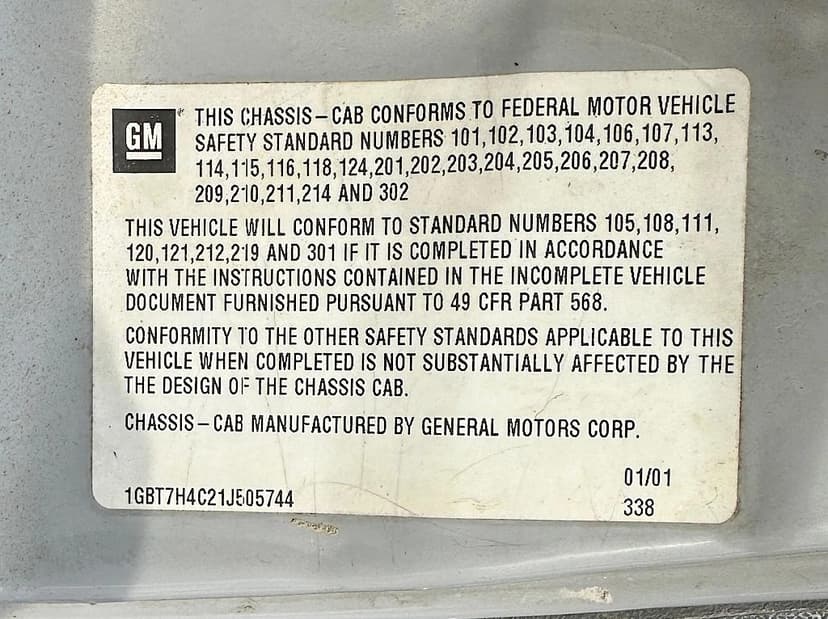 GM
* THIS CHASSIS-CAB CONFORMS TO FEDERAL MOTOR VEHICLE
SAFETY STANDARD NUMBERS 101,102,103,104,106,107,113,
114,115,116,118,124,201,202,203,204,205,206,207,208,
209,210,211,214 AND 302
THIS VEHICLE WILL CONFORM TO STANDARD NUMBERS 105,108,111,
120,121,212,219 AND 301 IF IT IS COMPLETED IN ACCORDANCE
WITH THE INSTRUCTIONS CONTAINED IN THE INCOMPLETE VEHICLE
DOCUMENT FURNISHED PURSUANT TO 49 CFR PART 568.
CONFORMITY TO THE OTHER SAFETY STANDARDS APPLICABLE TO THIS
VEHICLE WHEN COMPLETED IS NOT SUBSTANTIALLY AFFECTED BY THE
THE DESIGN OF THE CHASSIS CAB.
CHASSIS-CAB MANUFACTURED BY GENERAL MOTORS CORP.
01/01
1GBT7H4C21J505744
338